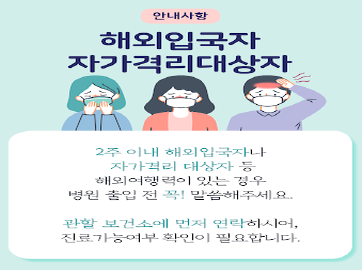 안내사항
해외입국자
자가격리대상자
2주 이내 해외입국자나
자가격리 대상자 등
해외여행력이 있는 경우
병원 출입 전 꼭! 말씀해주세요.
관할 보건소에 먼저 연락하시어,
진료가능여부 확인이 필요합니다.